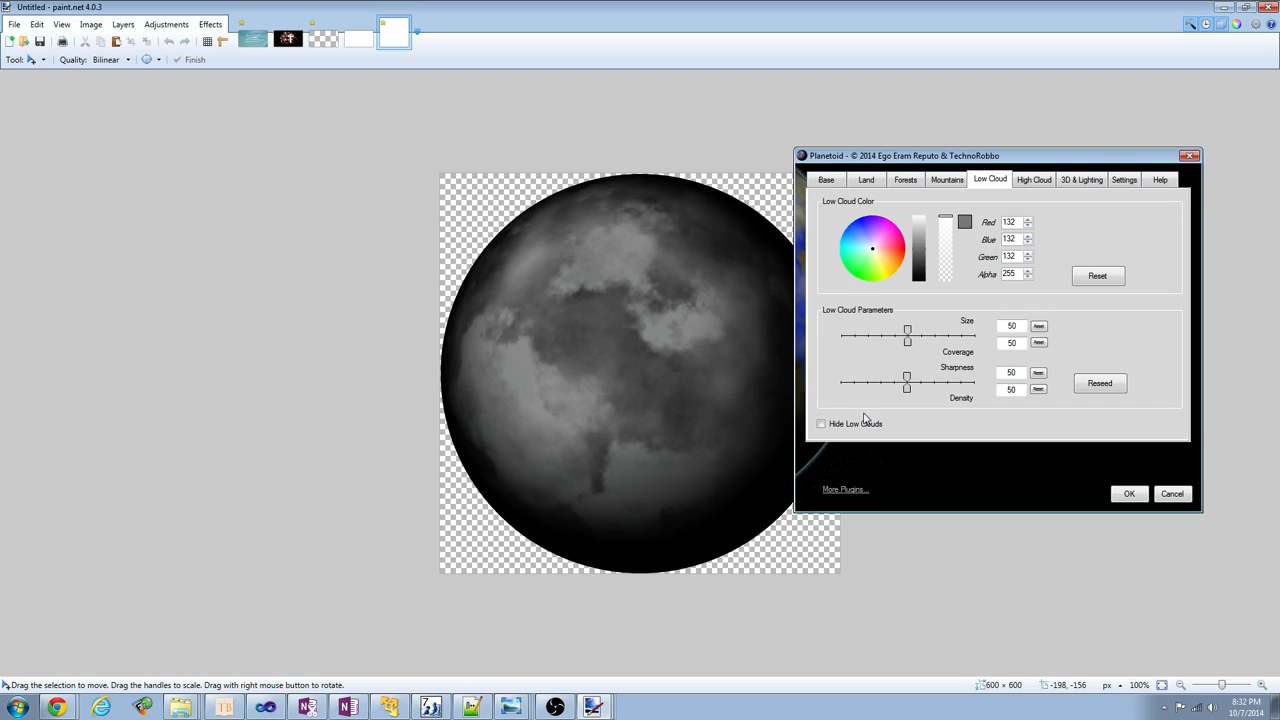 Untitled - paint.net 4.0.3
File Edit View Image Layers Adjustments Effects
Tool: Quality: Bilinear Finish
Planetoid - © 2014 Ego Eram Reputo & TechnoRobbo
Base Land Forests Mountains Low Cloud High Cloud 3D & Lighting Settings Help
Low Cloud Color
Red 132
Blue 132
Green 132
Alpha 255
Reset
Low Cloud Parameters
Size 50 Reset
Coverage 50 Reset
Sharpness 50 Reset
Density 50 Reset
Reseed
Hide Low Clouds
More Plugins...
OK Cancel
Drag the selection to move. Drag the handles to scale. Drag with right mouse button to rotate.
600 × 600 -198, -156 px 100%
TB
8:32 PM
10/7/2014